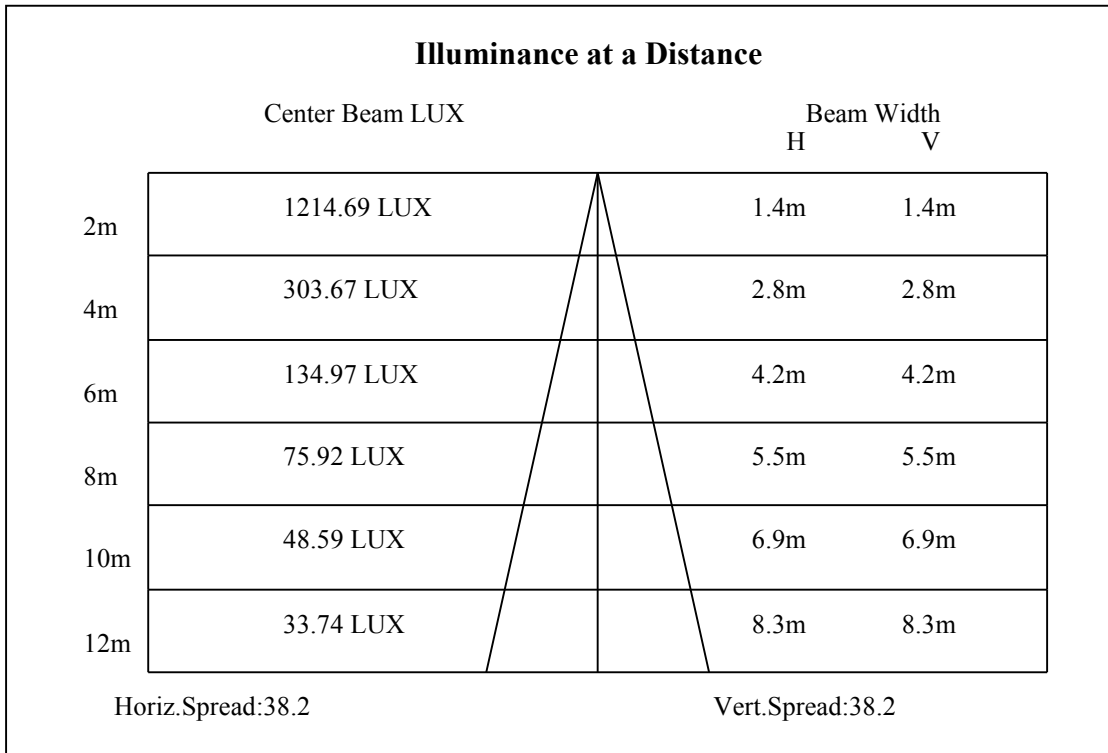 Illuminance at a Distance
Center Beam LUX Beam Width
H V
2m 1214.69 LUX 1.4m 1.4m
4m 303.67 LUX 2.8m 2.8m
6m 134.97 LUX 4.2m 4.2m
8m 75.92 LUX 5.5m 5.5m
10m 48.59 LUX 6.9m 6.9m
12m 33.74 LUX 8.3m 8.3m
Horiz.Spread:38.2 Vert.Spread:38.2